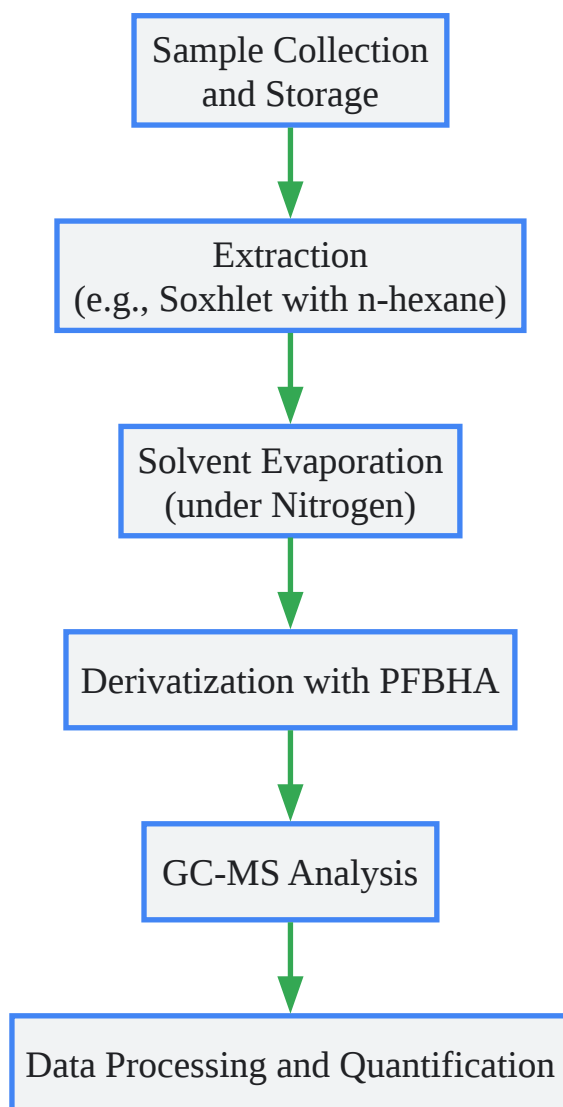 Sample Collection
and Storage
Extraction
(e.g., Soxhlet with n-hexane)
Solvent Evaporation
(under Nitrogen)
Derivatization with PFBHA
GC-MS Analysis
Data Processing and Quantification